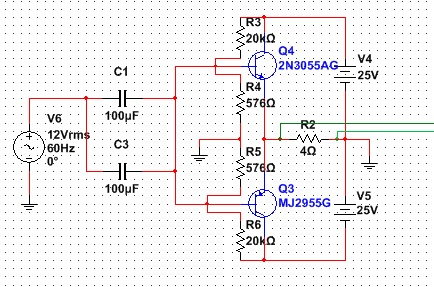 R3
20kΩ
Q4
2N3055AG
V4
25V
C1
100µF
R4
576Ω
V6
12Vrms
60Hz
0°
R2
4Ω
C3
100µF
R5
576Ω
Q3
MJ2955G
V5
25V
R6
20kΩ